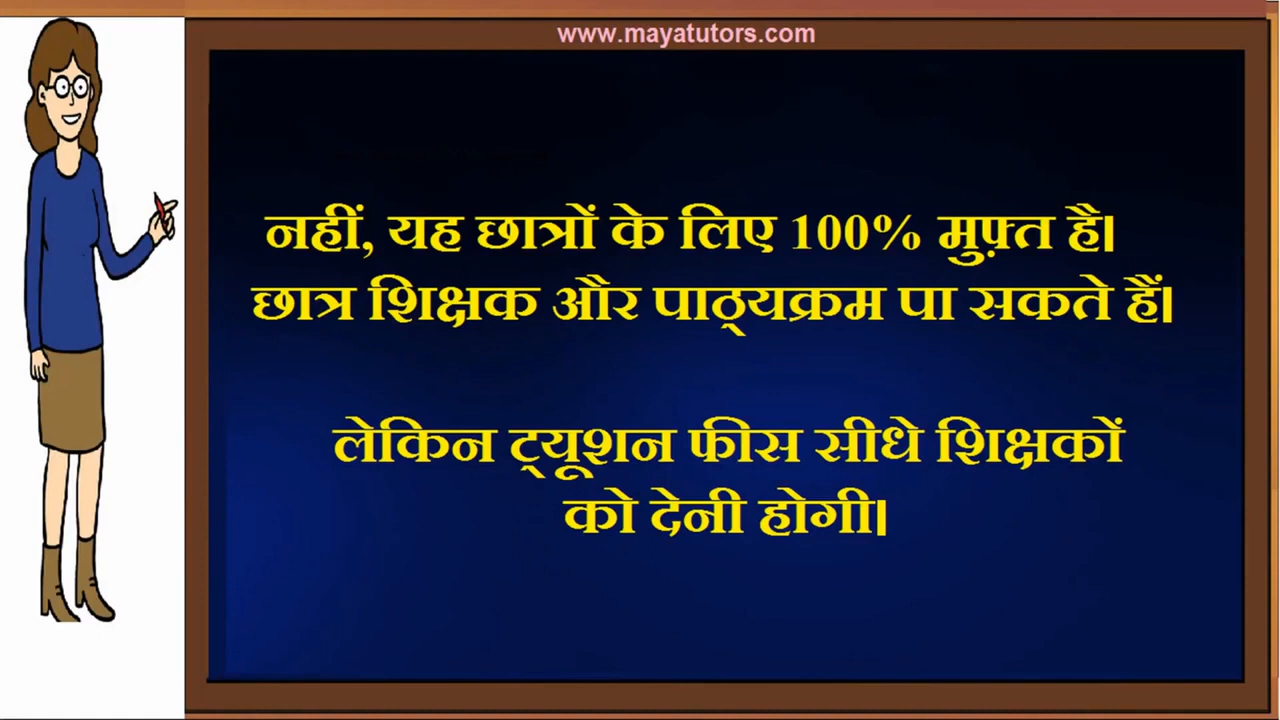 www.mayatutors.com
नहीं, यह छात्रों के लिए 100% मुफ़्त है।
छात्र शिक्षक और पाठ्यक्रम पा सकते हैं।
लेकिन ट्यूशन फीस सीधे शिक्षकों
को देनी होगी।